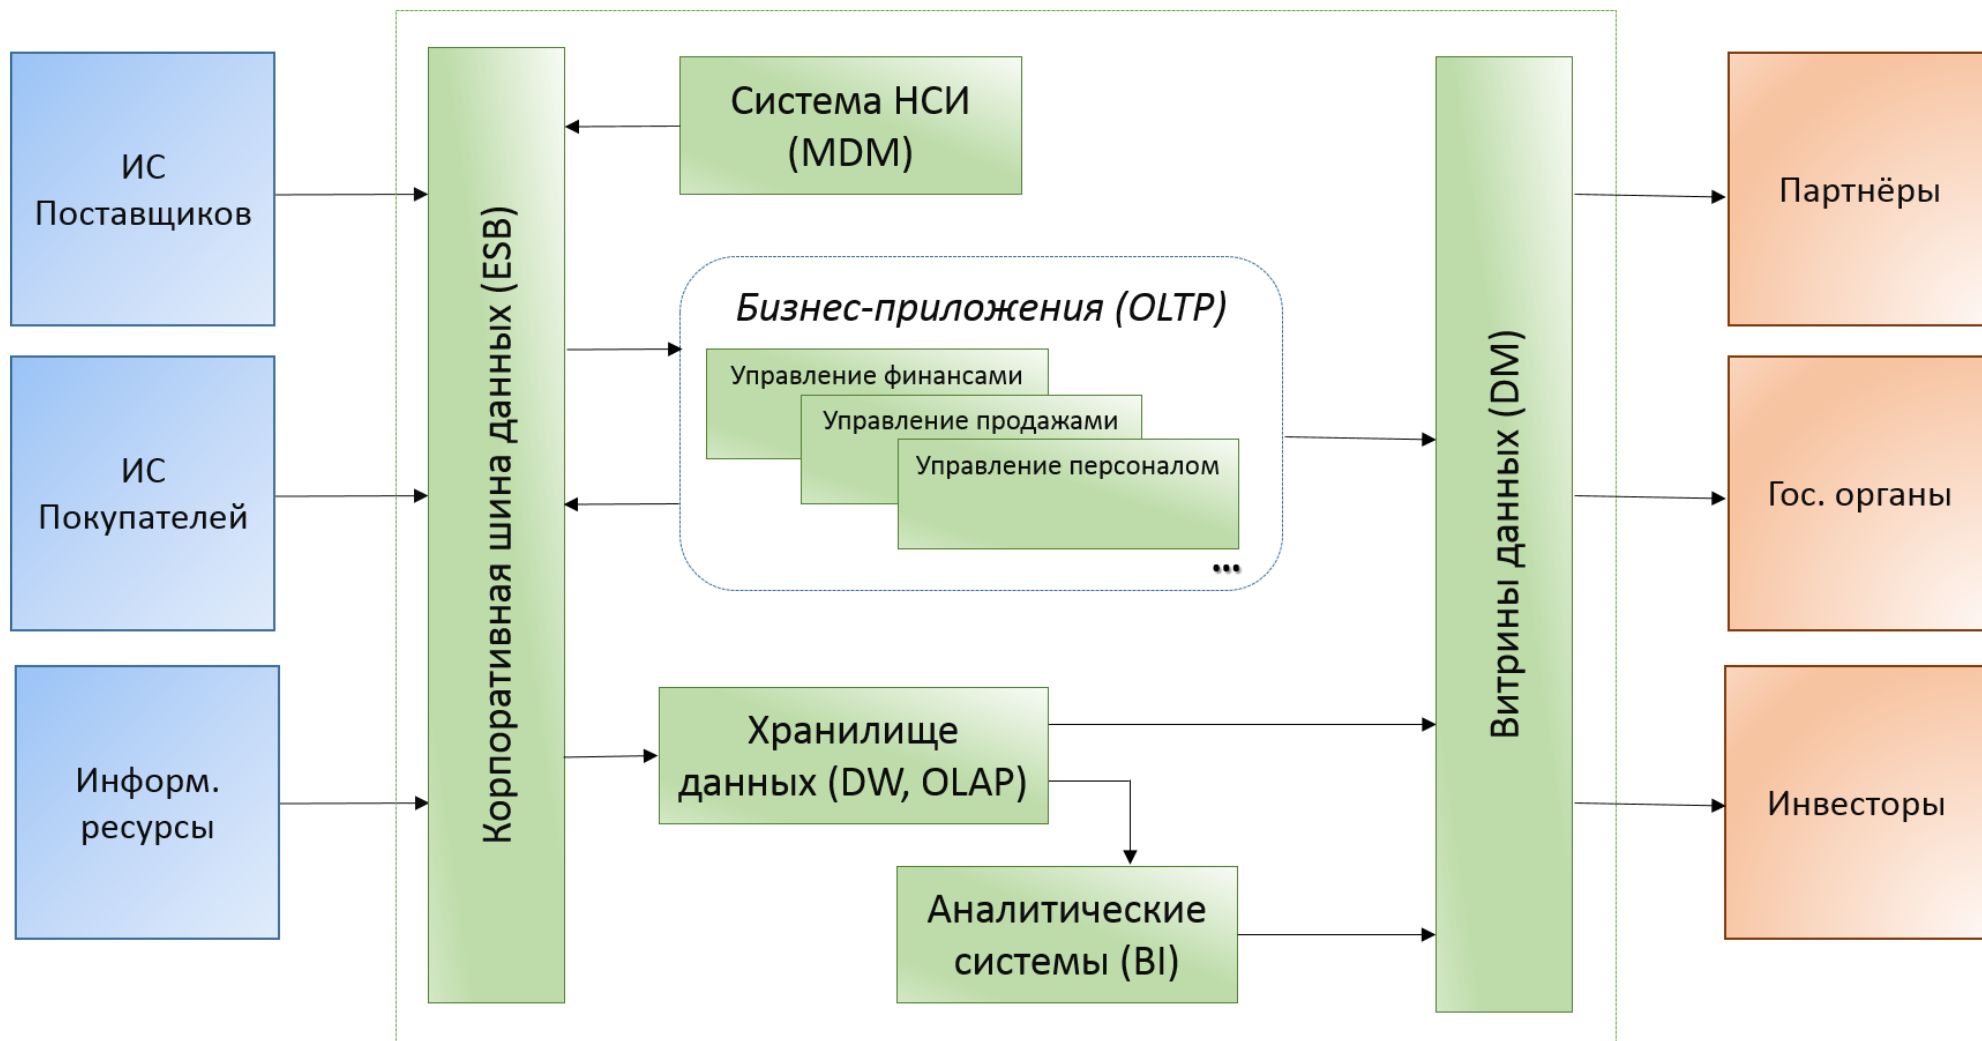 ИС
Поставщиков
ИС
Покупателей
Информ.
ресурсы
Корпоративная шина данных (ESB)
Система НСИ
(MDM)
Бизнес-приложения (OLTP)
Управление финансами
Управление продажами
Управление персоналом
...
Хранилище
данных (DW, OLAP)
Аналитические
системы (BI)
Витрины данных (DM)
Партнёры
Гос. органы
Инвесторы